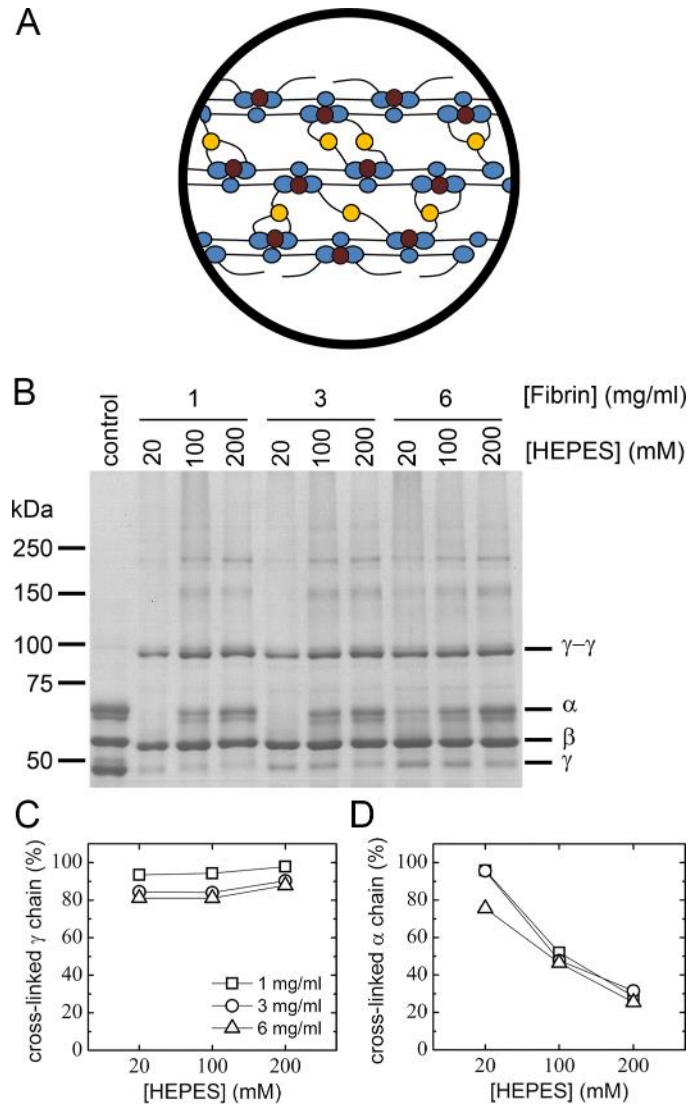 A
B
control
1 3 6 [Fibrin] (mg/ml)
20 100 200 20 100 200 20 100 200 [HEPES] (mM)
kDa
250
150
100
75
50
γ–γ
α
β
γ
C
cross-linked γ chain (%)
100
80
60
40
20
0
1 mg/ml
3 mg/ml
6 mg/ml
20 100 200
[HEPES] (mM)
D
cross-linked α chain (%)
100
80
60
40
20
0
20 100 200
[HEPES] (mM)